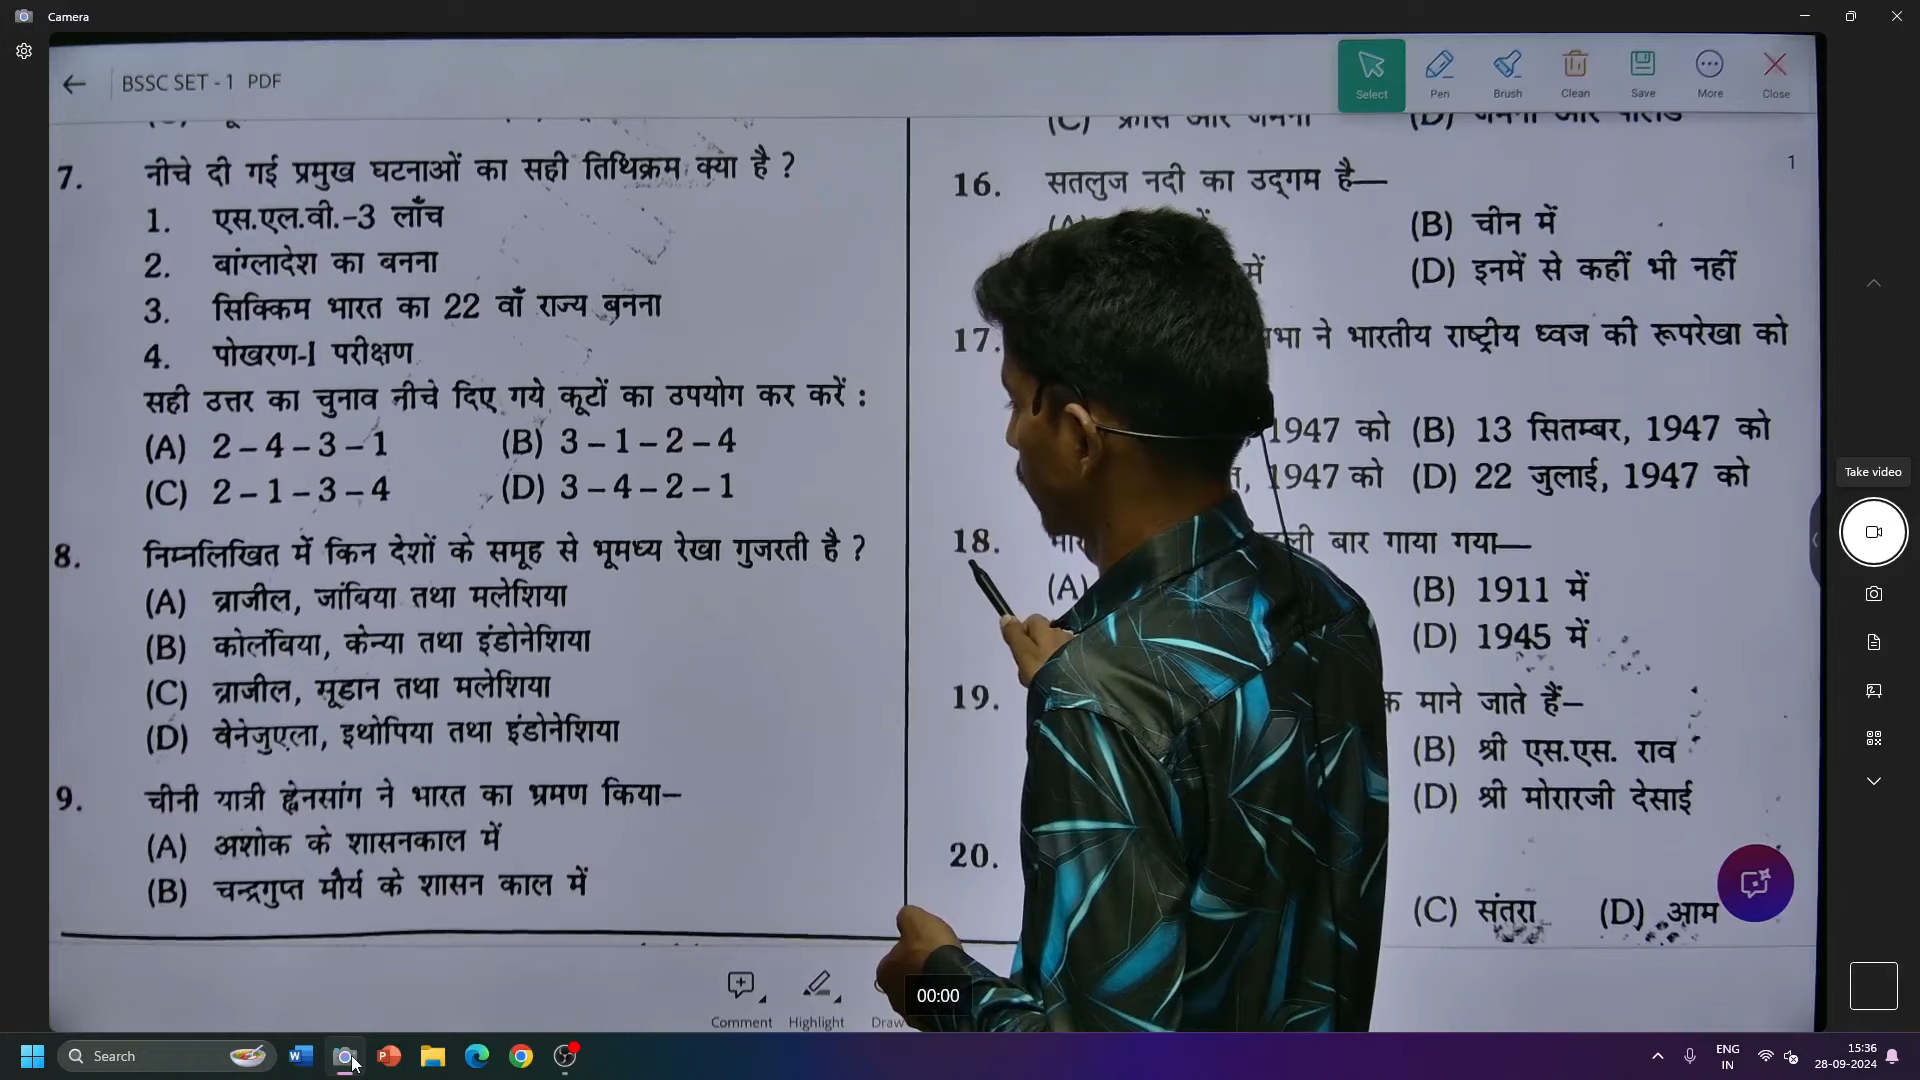 Camera
BSSC SET - 1 PDF
Select
Pen
Brush
Clean
Save
More
Close
1
7. नीचे दी गई प्रमुख घटनाओं का सही तिथिक्रम क्या है ?
1. एस.एल.वी.-3 लाँच
2. बांग्लादेश का बनना
3. सिक्किम भारत का 22 वाँ राज्य बनना
4. पोखरण-I परीक्षण
सही उत्तर का चुनाव नीचे दिए गये कूटों का उपयोग कर करें :
(A) 2 – 4 – 3 – 1 (B) 3 – 1 – 2 – 4
(C) 2 – 1 – 3 – 4 (D) 3 – 4 – 2 – 1
8. निम्नलिखित में किन देशों के समूह से भूमध्य रेखा गुजरती है ?
(A) ब्राजील, जांबिया तथा मलेशिया
(B) कोलंबिया, केन्या तथा इंडोनेशिया
(C) ब्राजील, सूडान तथा मलेशिया
(D) वेनेजुएला, इथोपिया तथा इंडोनेशिया
9. चीनी यात्री ह्वेनसांग ने भारत का भ्रमण किया–
(A) अशोक के शासनकाल में
(B) चन्द्रगुप्त मौर्य के शासन काल में
(C) फ्रांस और जर्मनी (D)
16. सतलुज नदी का उद्‌गम है—
(B) चीन में
में (D) इनमें से कहीं भी नहीं
17. ने भारतीय राष्ट्रीय ध्वज की रूपरेखा को
1947 को (B) 13 सितम्बर, 1947 को
1947 को (D) 22 जुलाई, 1947 को
18. बार गाया गया—
(A) (B) 1911 में
(D) 1945 में
19. माने जाते हैं–
(B) श्री एस.एस. राव
(D) श्री मोरारजी देसाई
20.
(C) संतरा (D) आम
Comment
Highlight
Draw
00:00
Take video
Search
ENG
IN
15:36
28-09-2024